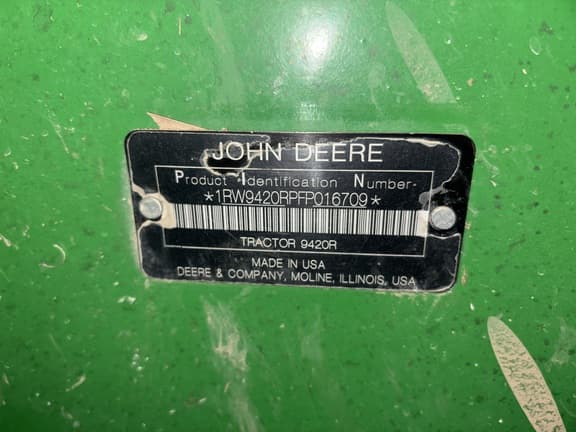 JOHN DEERE
Product Identification Number
*1RW9420RPFP016709*
TRACTOR 9420R
MADE IN USA
DEERE & COMPANY, MOLINE, ILLINOIS, USA